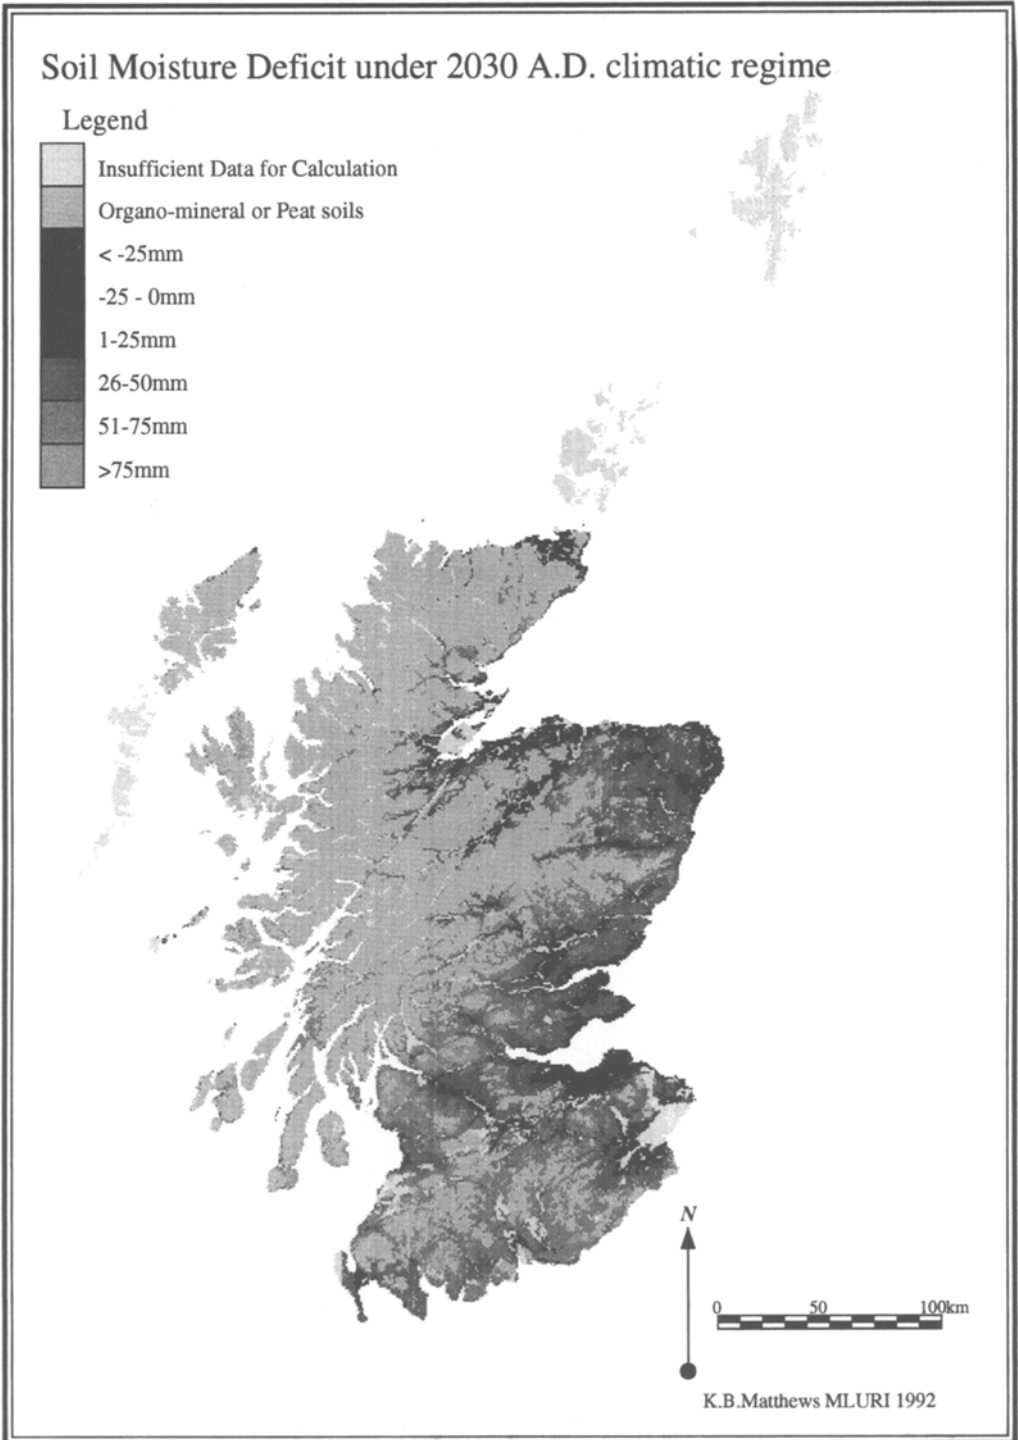 Soil Moisture Deficit under 2030 A.D. climatic regime
Legend
Insufficient Data for Calculation
Organo-mineral or Peat soils
< -25mm
-25 - 0mm
1-25mm
26-50mm
51-75mm
>75mm
N
0 50 100km
K.B.Matthews MLURI 1992